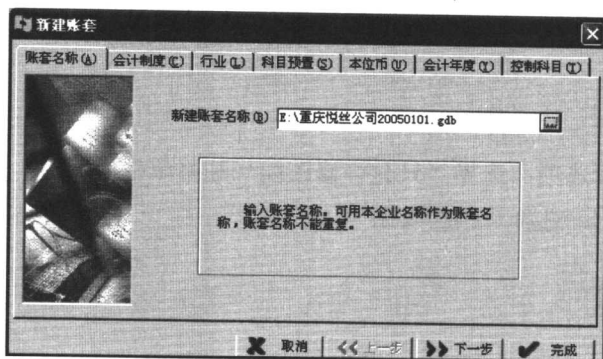 新建账套
账套名称(A) 会计制度(C) 行业(L) 科目预置(S) 本位币(U) 会计年度(Y) 控制科目(T)
新建账套名称(B) E:\重庆悦丝公司20050101.gdb
输入账套名称。可用本企业名称作为账套名
称，账套名称不能重复。
取消 上一步 下一步 完成